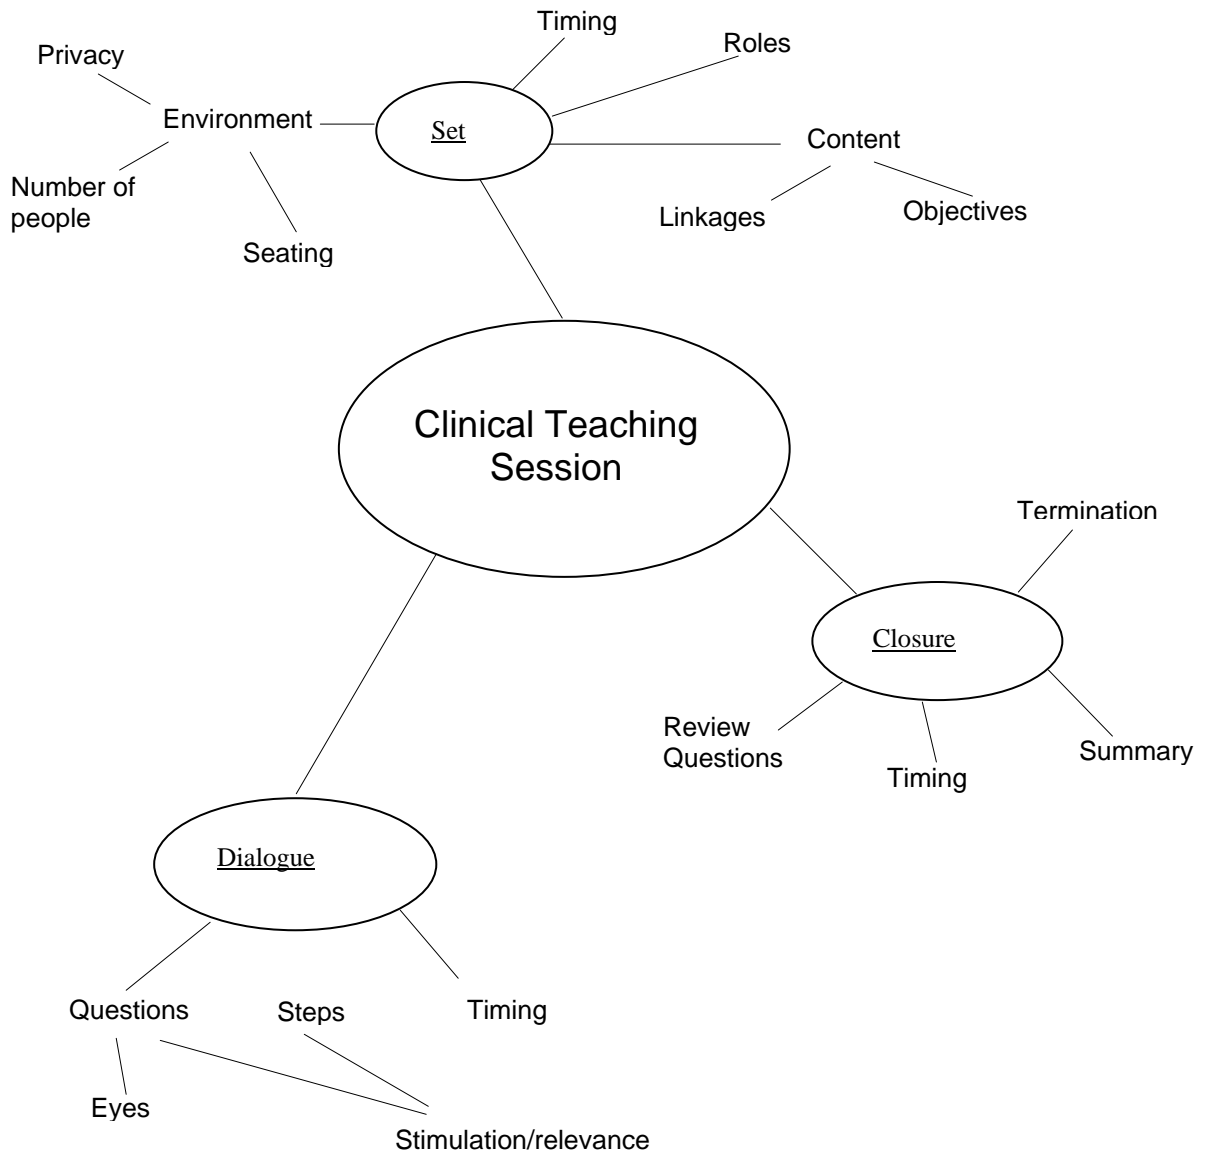 Timing
Roles
Privacy
Environment
Set
Content
Number of
people
Linkages
Objectives
Seating
Clinical Teaching
Session
Termination
Closure
Review
Questions
Summary
Timing
Dialogue
Questions
Steps
Timing
Eyes
Stimulation/relevance